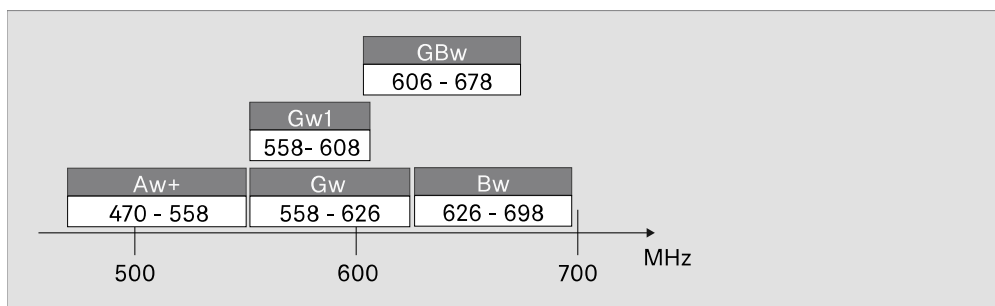 GBw
606 - 678
Gw1
558- 608
Aw+ Gw Bw
470 - 558 558 - 626 626 - 698
MHz
500 600 700